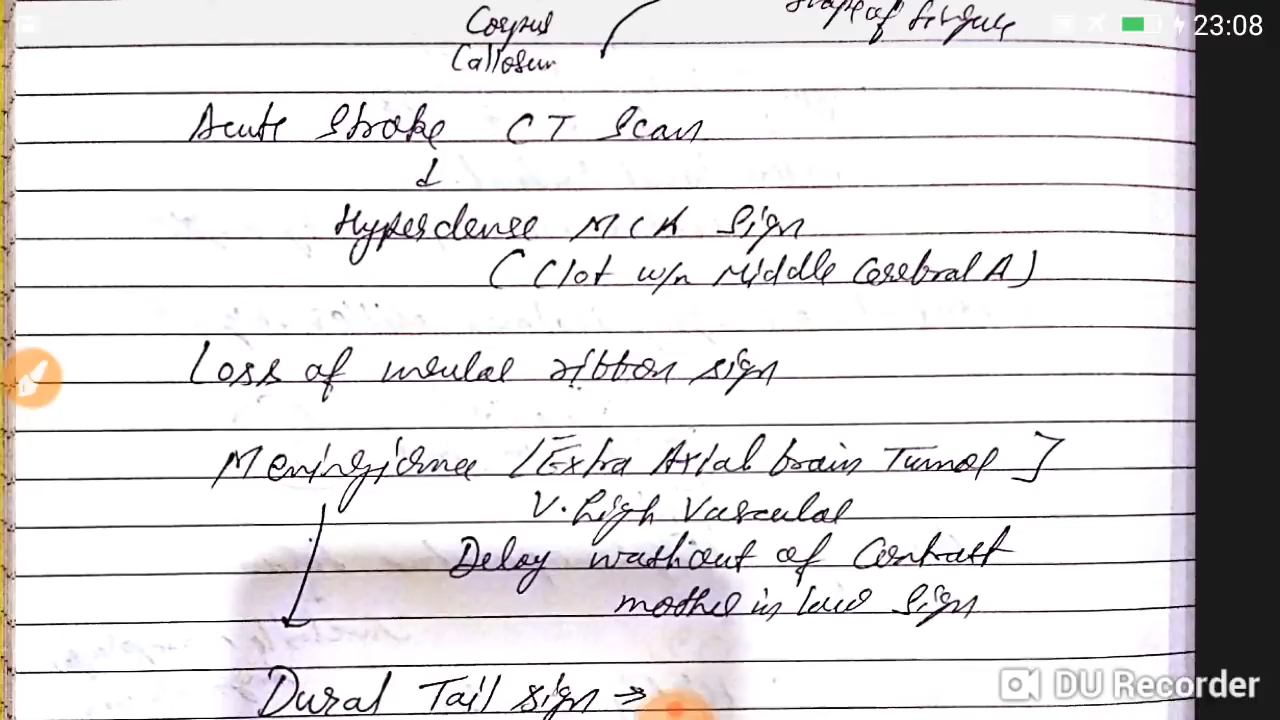 23:08
Corpus
Callosum
Shape of
Acute Stroke CT Scan
↓
Hyperdense MCA Sign
(Clot w/n Middle Cerebral A)
Loss of ribbon sign
Meningioma [Extra Axial brain Tumor]
V. high Vascular
Delay washout of Contrast
mother in law sign
Dural Tail sign ⇒
DU Recorder